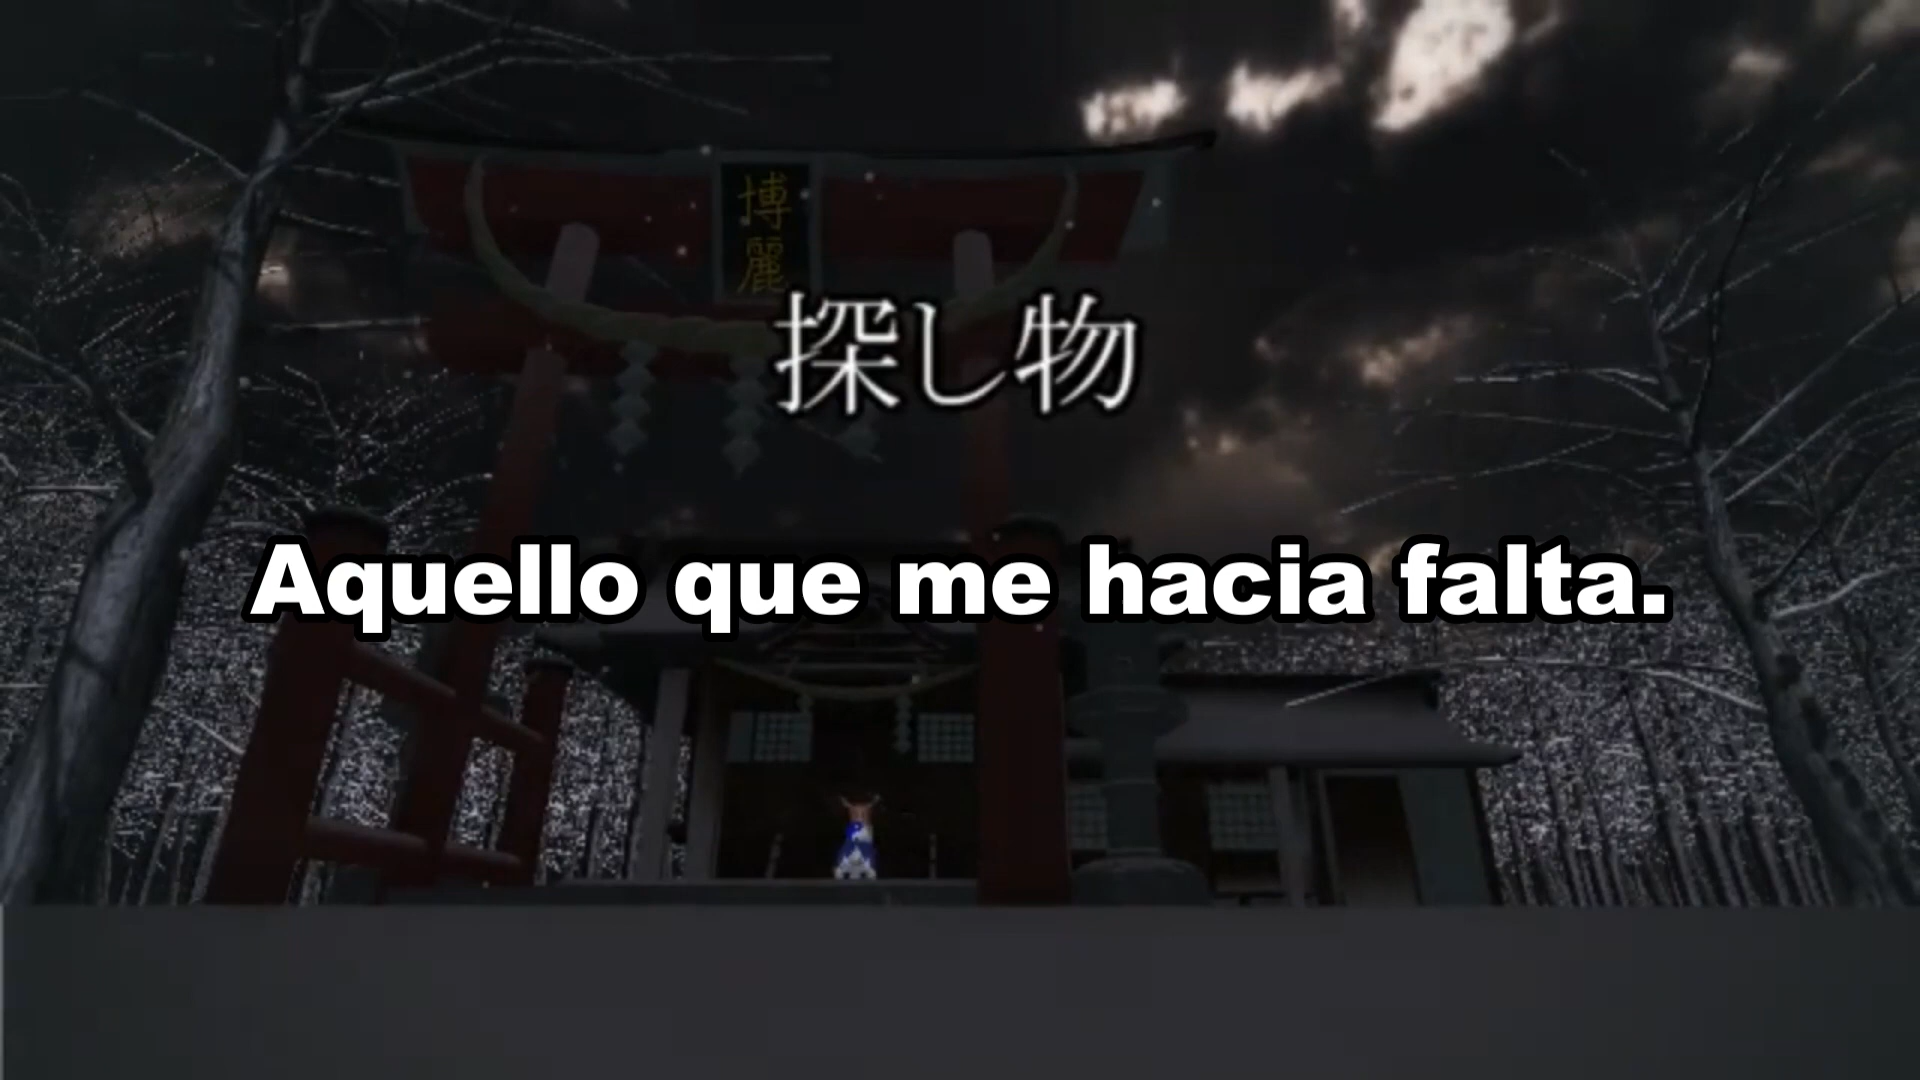 博
麗
探し物
Aquello que me hacia falta.